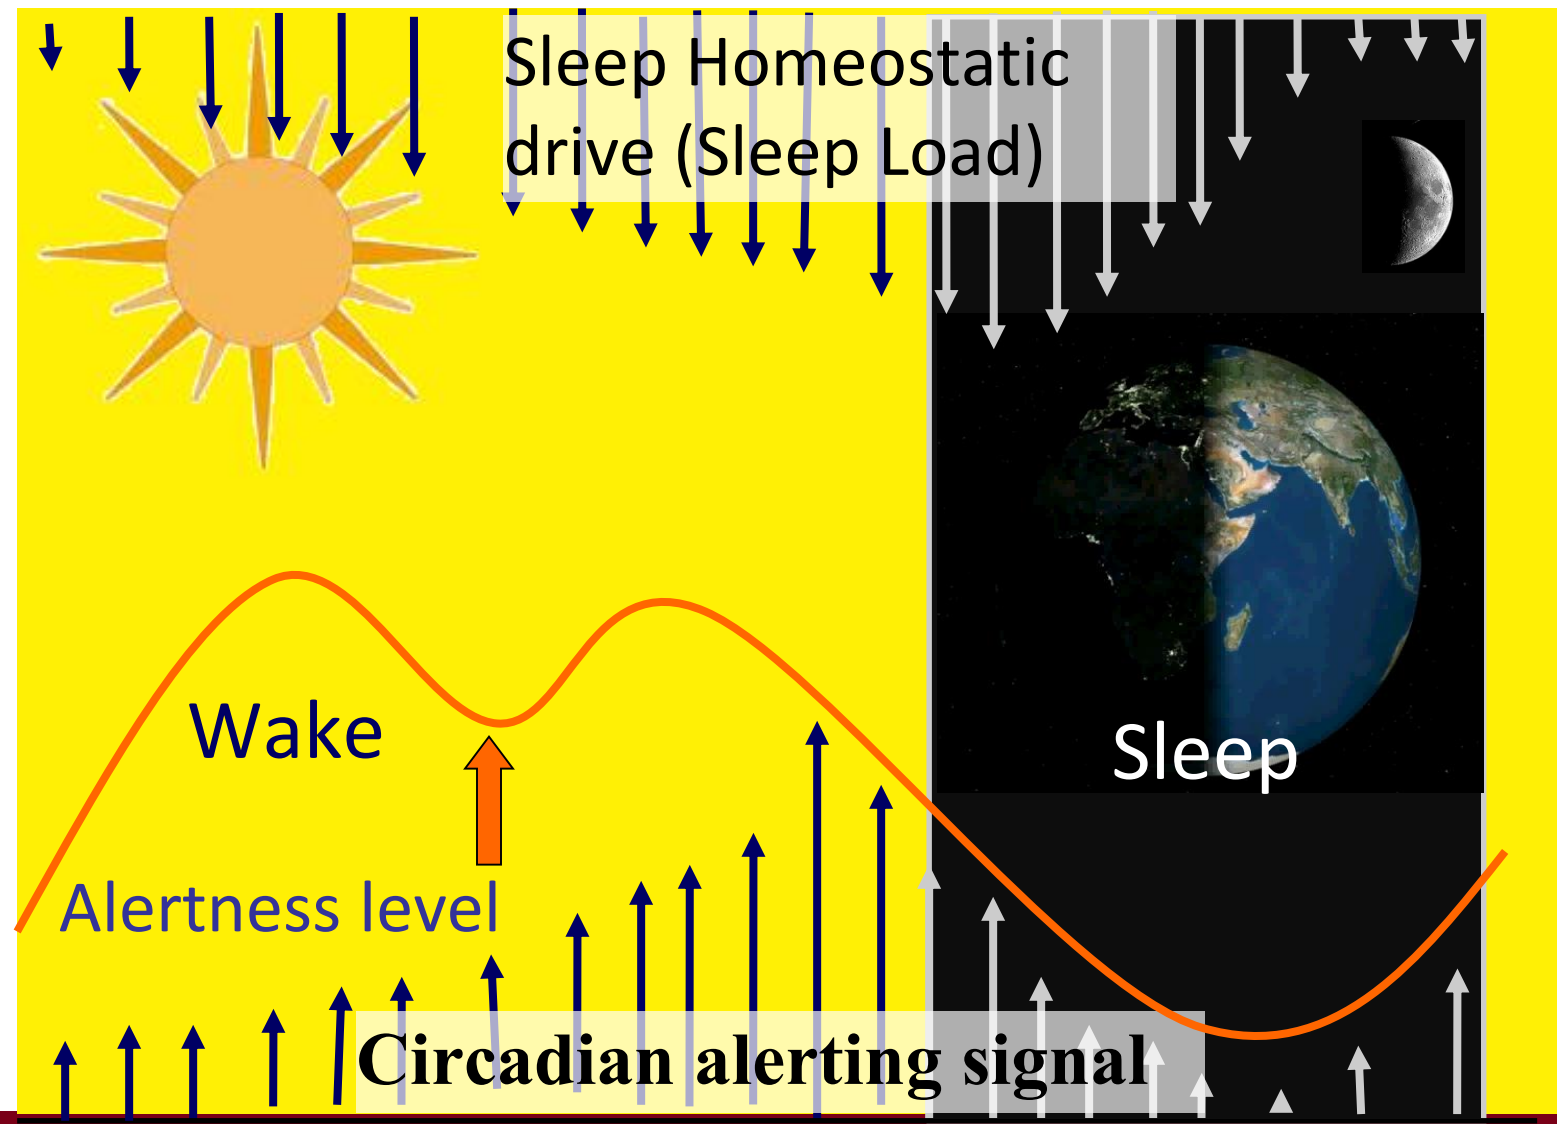 Sleep Homeostatic
drive (Sleep Load)
Wake
Sleep
Alertness level
Circadian alerting signal